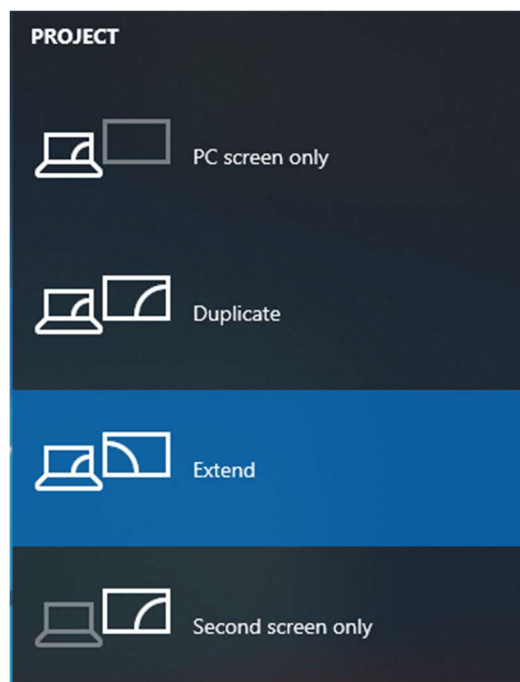 PROJECT
PC screen only
Duplicate
Extend
Second screen only